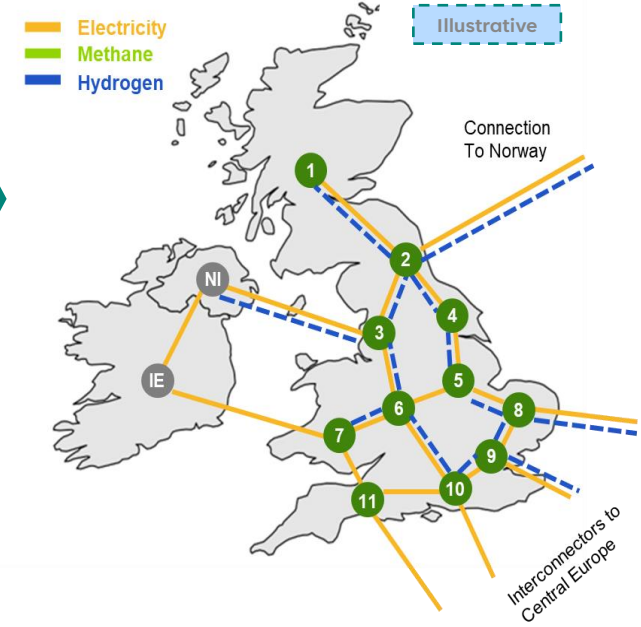 Electricity
Methane
Hydrogen
Illustrative
Connection
To Norway
1
2
NI
4
3
IE
5
6
8
7
9
10
11
Interconnectors to
Central Europe